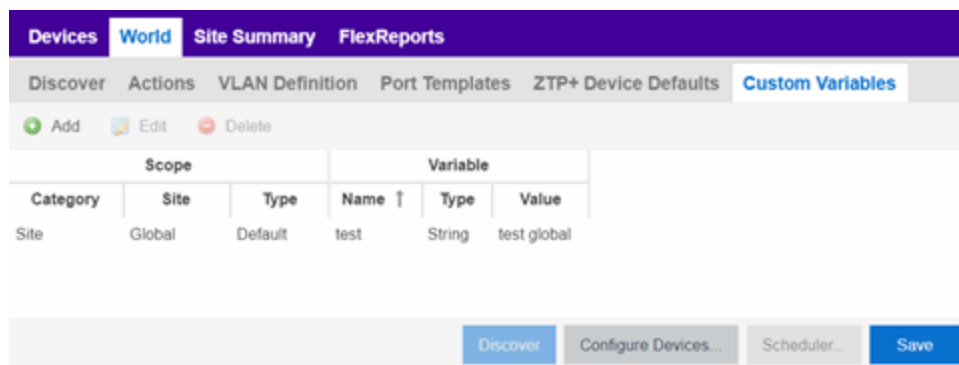 Devices World Site Summary FlexReports
Discover Actions VLAN Definition Port Templates ZTP+ Device Defaults Custom Variables
Add Edit Delete
Scope Variable
Category Site Type Name ↑ Type Value
Site Global Default test String test global
Discover Configure Devices... Scheduler... Save